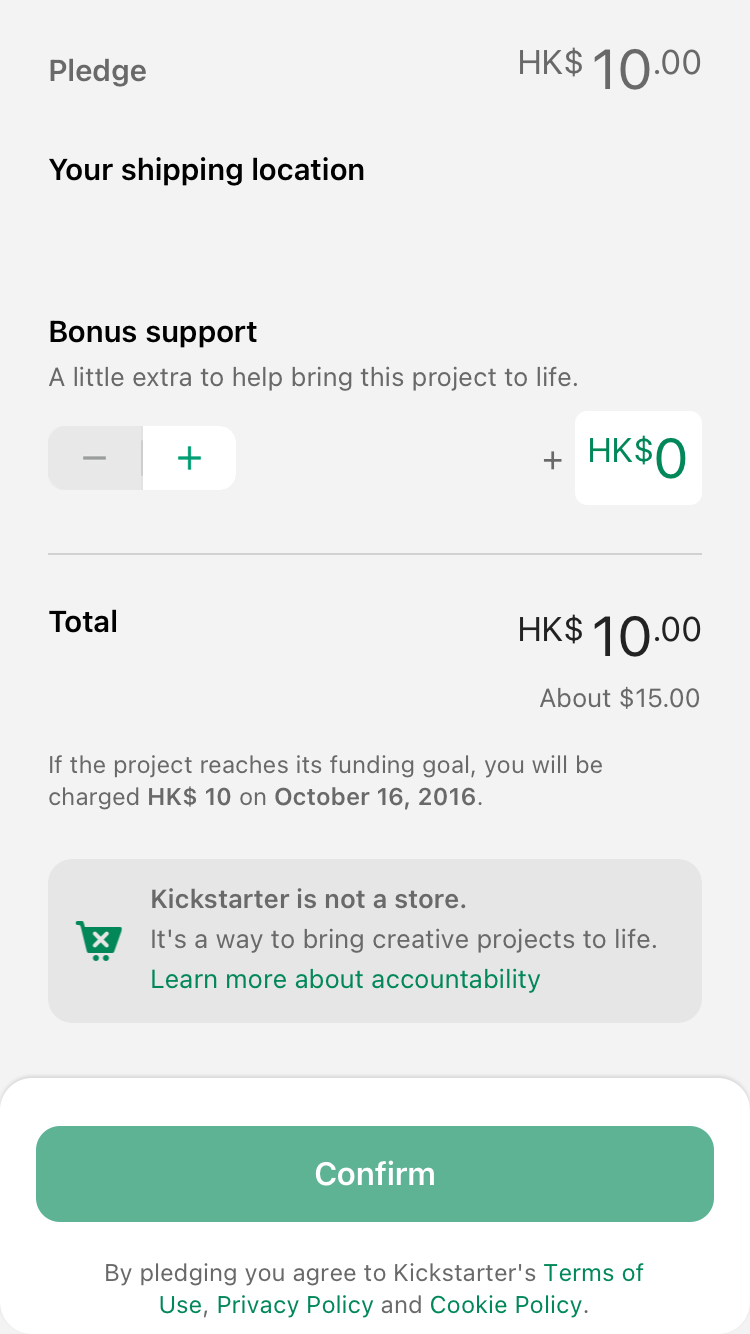 Pledge HK$ 10.00
Your shipping location
Bonus support
A little extra to help bring this project to life.
− + + HK$0
Total HK$ 10.00
About $15.00
If the project reaches its funding goal, you will be
charged HK$ 10 on October 16, 2016.
Kickstarter is not a store.
It's a way to bring creative projects to life.
Learn more about accountability
Confirm
By pledging you agree to Kickstarter's Terms of
Use, Privacy Policy and Cookie Policy.